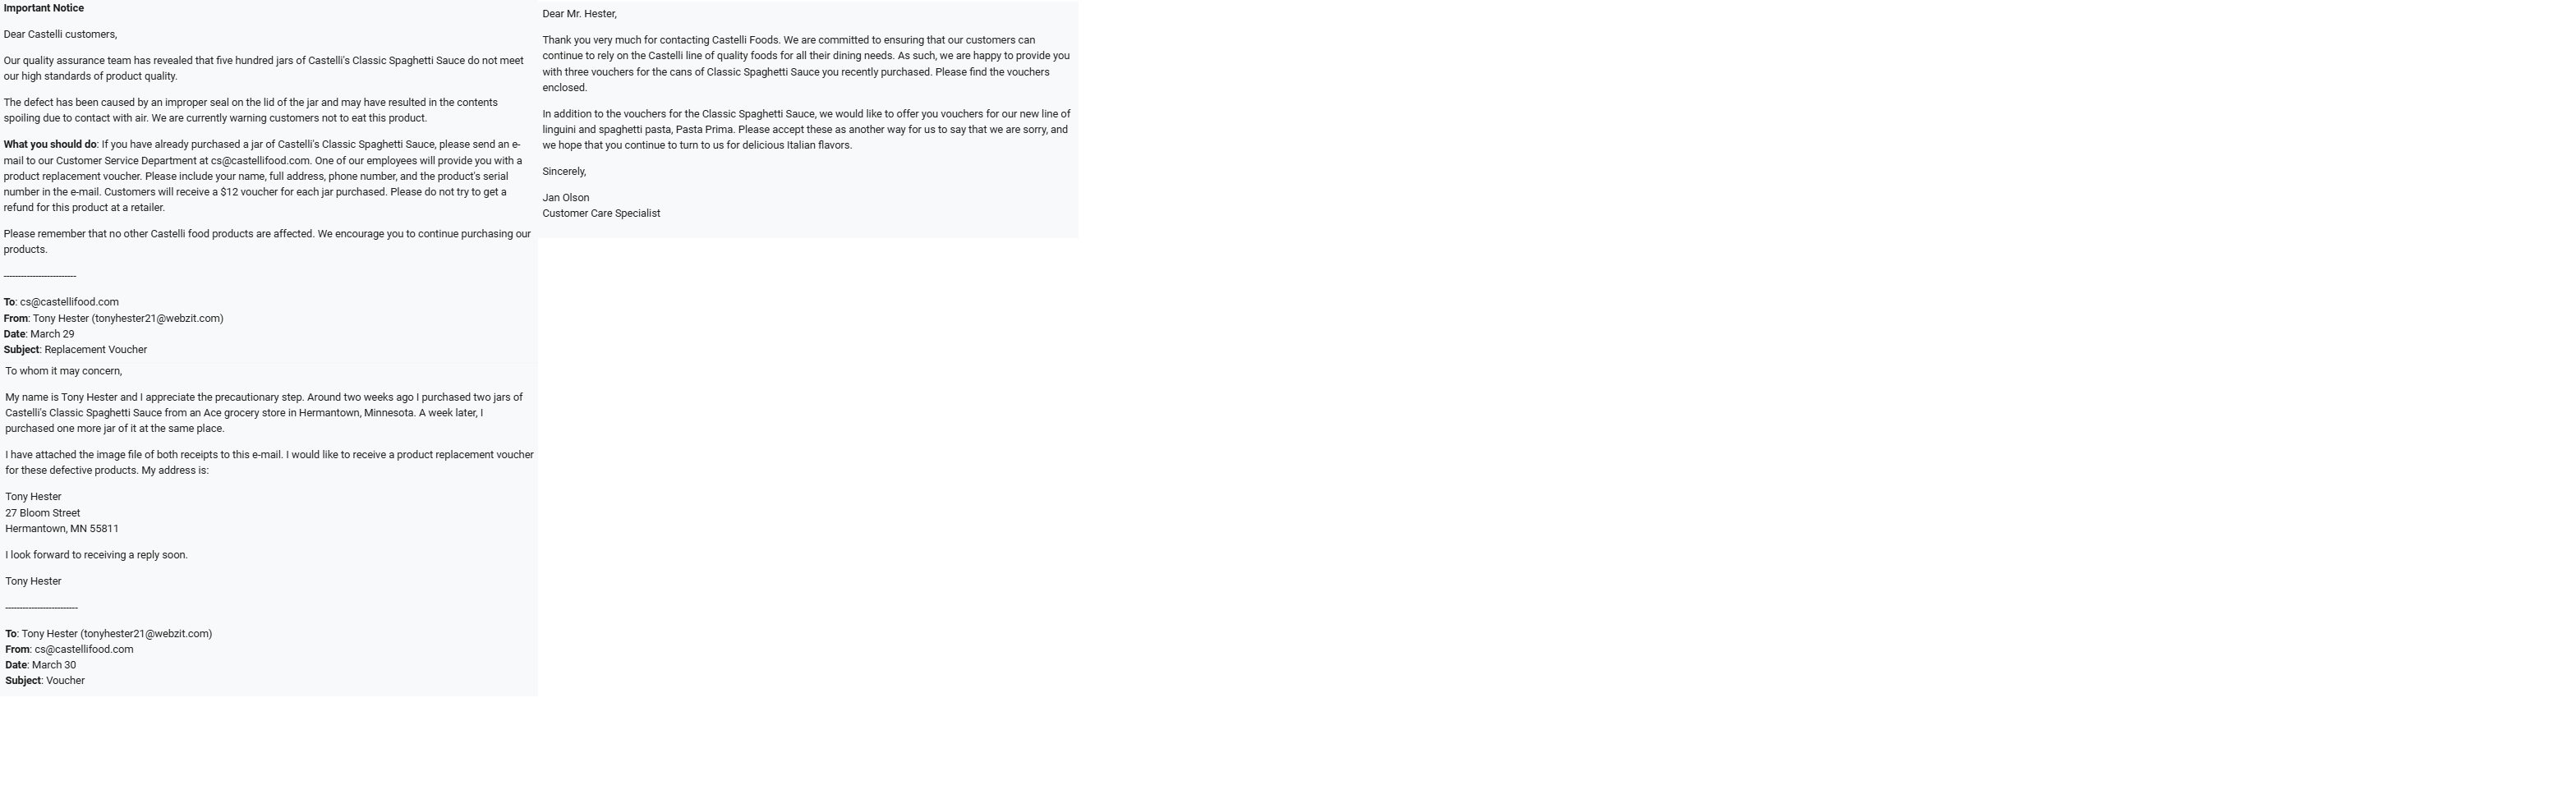 Important Notice
Dear Castelli customers,
Our quality assurance team has revealed that five hundred jars of Castelli's Classic Spaghetti Sauce do not meet
our high standards of product quality.
The defect has been caused by an improper seal on the lid of the jar and may have resulted in the contents
spoiling due to contact with air. We are currently warning customers not to eat this product.
What you should do: If you have already purchased a jar of Castelli's Classic Spaghetti Sauce, please send an e-
mail to our Customer Service Department at cs@castellifood.com. One of our employees will provide you with a
product replacement voucher. Please include your name, full address, phone number, and the product's serial
number in the e-mail. Customers will receive a $12 voucher for each jar purchased. Please do not try to get a
refund for this product at a retailer.
Please remember that no other Castelli food products are affected. We encourage you to continue purchasing our
products.
-------------------------
To: cs@castellifood.com
From: Tony Hester (tonyhester21@webzit.com)
Date: March 29
Subject: Replacement Voucher
To whom it may concern,
My name is Tony Hester and I appreciate the precautionary step. Around two weeks ago I purchased two jars of
Castelli's Classic Spaghetti Sauce from an Ace grocery store in Hermantown, Minnesota. A week later, I
purchased one more jar of it at the same place.
I have attached the image file of both receipts to this e-mail. I would like to receive a product replacement voucher
for these defective products. My address is:
Tony Hester
27 Bloom Street
Hermantown, MN 55811
I look forward to receiving a reply soon.
Tony Hester
-------------------------
To: Tony Hester (tonyhester21@webzit.com)
From: cs@castellifood.com
Date: March 30
Subject: Voucher
Dear Mr. Hester,
Thank you very much for contacting Castelli Foods. We are committed to ensuring that our customers can
continue to rely on the Castelli line of quality foods for all their dining needs. As such, we are happy to provide you
with three vouchers for the cans of Classic Spaghetti Sauce you recently purchased. Please find the vouchers
enclosed.
In addition to the vouchers for the Classic Spaghetti Sauce, we would like to offer you vouchers for our new line of
linguini and spaghetti pasta, Pasta Prima. Please accept these as another way for us to say that we are sorry, and
we hope that you continue to turn to us for delicious Italian flavors.
Sincerely,
Jan Olson
Customer Care Specialist